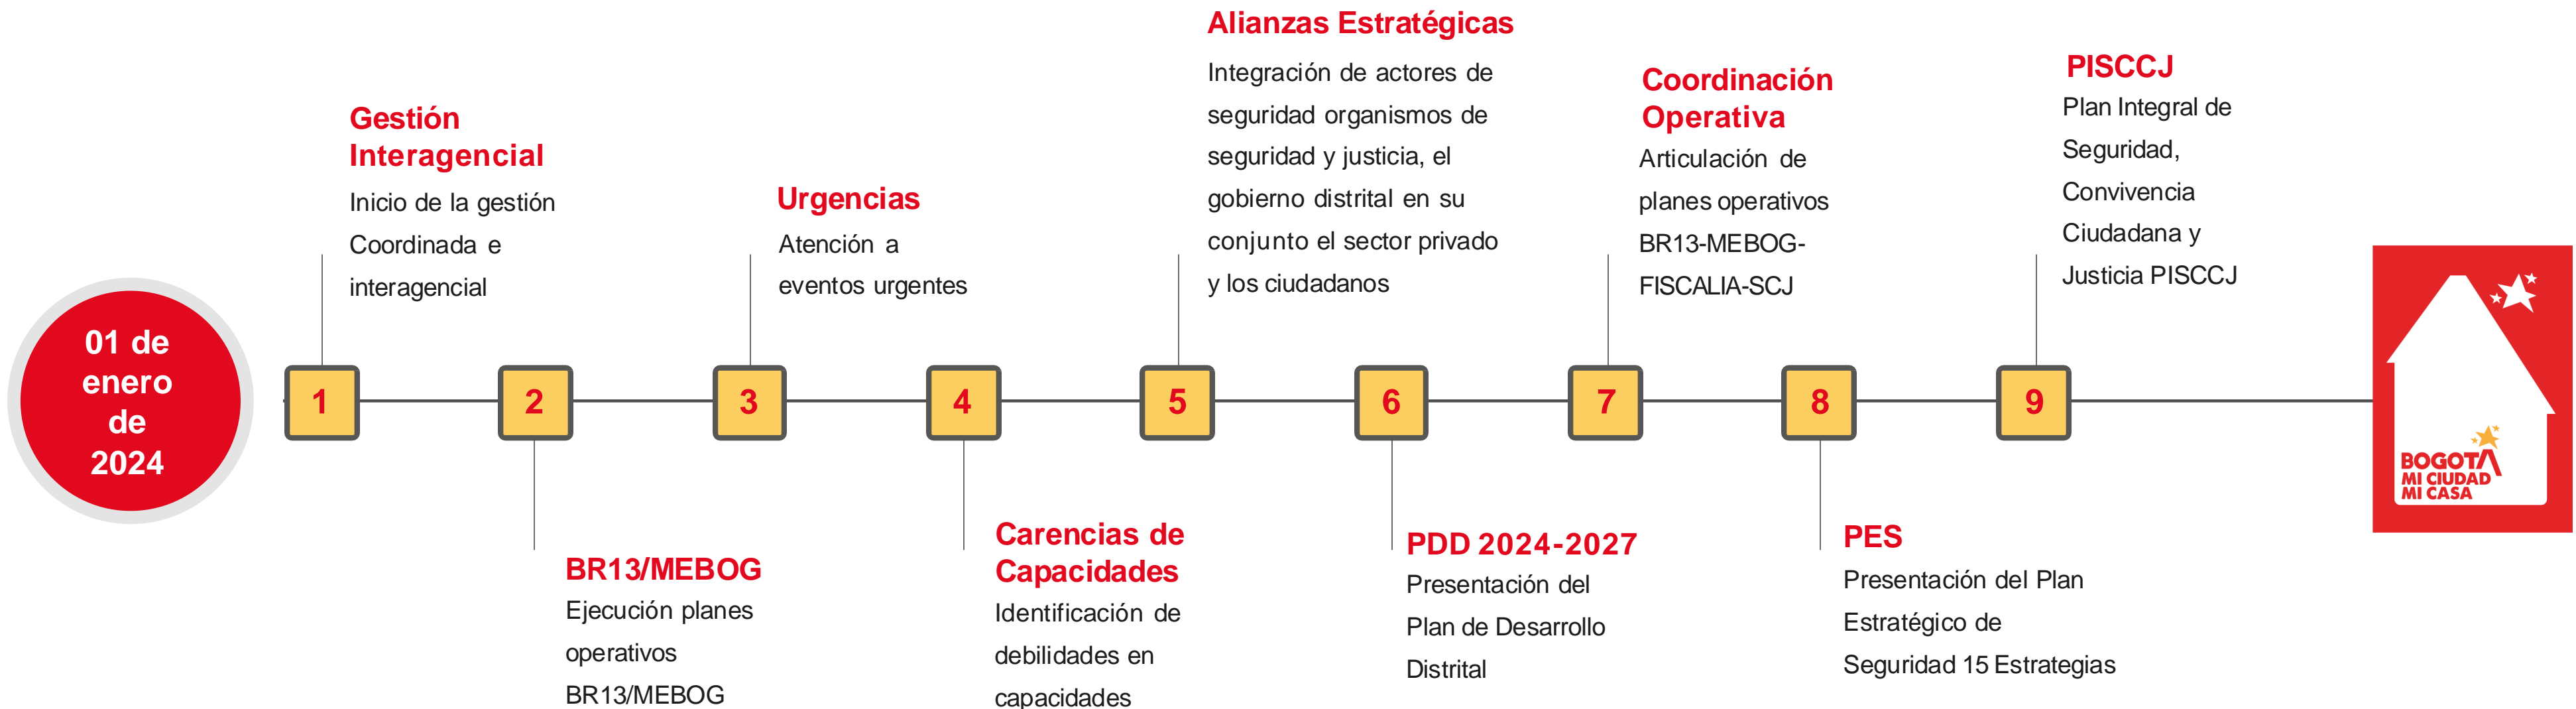 01 de
enero
de
2024
1
Gestión
Interagencial
Inicio de la gestión
Coordinada e
interagencial
2
BR13/MEBOG
Ejecución planes
operativos
BR13/MEBOG
3
Urgencias
Atención a
eventos urgentes
4
Carencias de
Capacidades
Identificación de
debilidades en
capacidades
5
Alianzas Estratégicas
Integración de actores de
seguridad organismos de
seguridad y justicia, el
gobierno distrital en su
conjunto el sector privado
y los ciudadanos
6
PDD 2024-2027
Presentación del
Plan de Desarrollo
Distrital
7
Coordinación
Operativa
Articulación de
planes operativos
BR13-MEBOG-
FISCALIA-SCJ
8
PES
Presentación del Plan
Estratégico de
Seguridad 15 Estrategias
9
PISCCJ
Plan Integral de
Seguridad,
Convivencia
Ciudadana y
Justicia PISCCJ
BOGOTÁ
MI CIUDAD
MI CASA